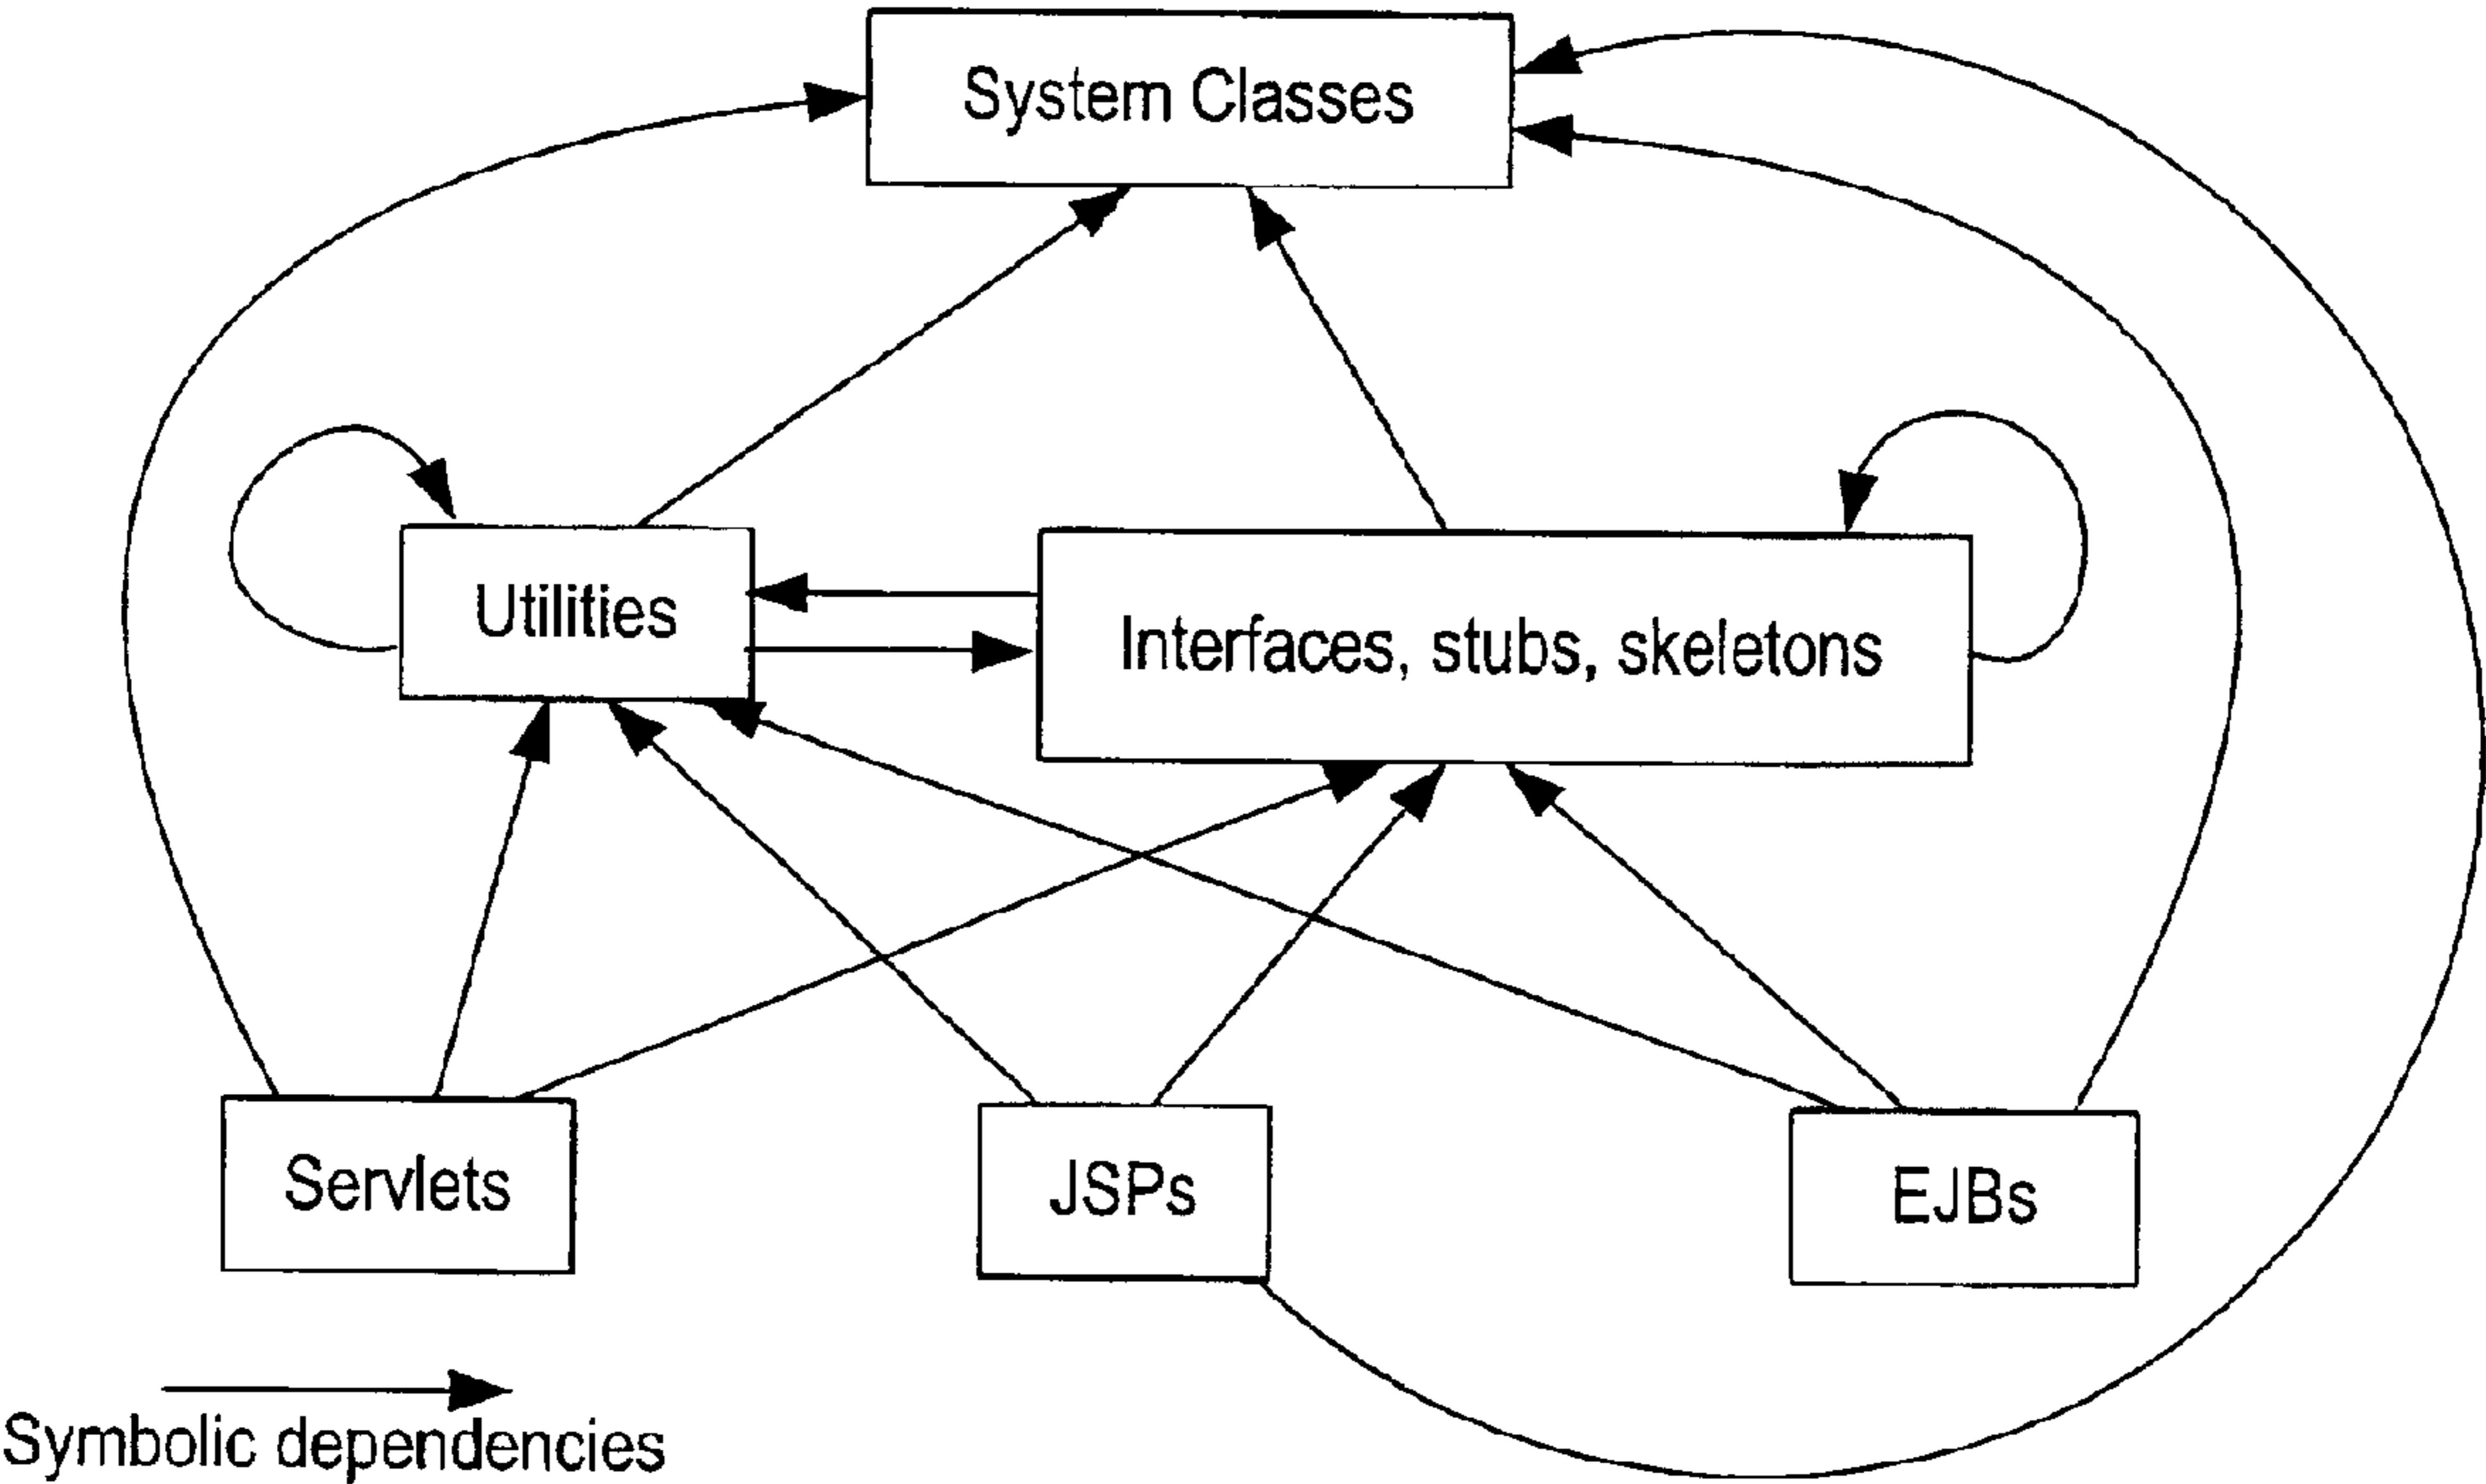 System Classes
Utilities
Interfaces, stubs, skeletons
Servlets
JSPs
EJBs
Symbolic dependencies